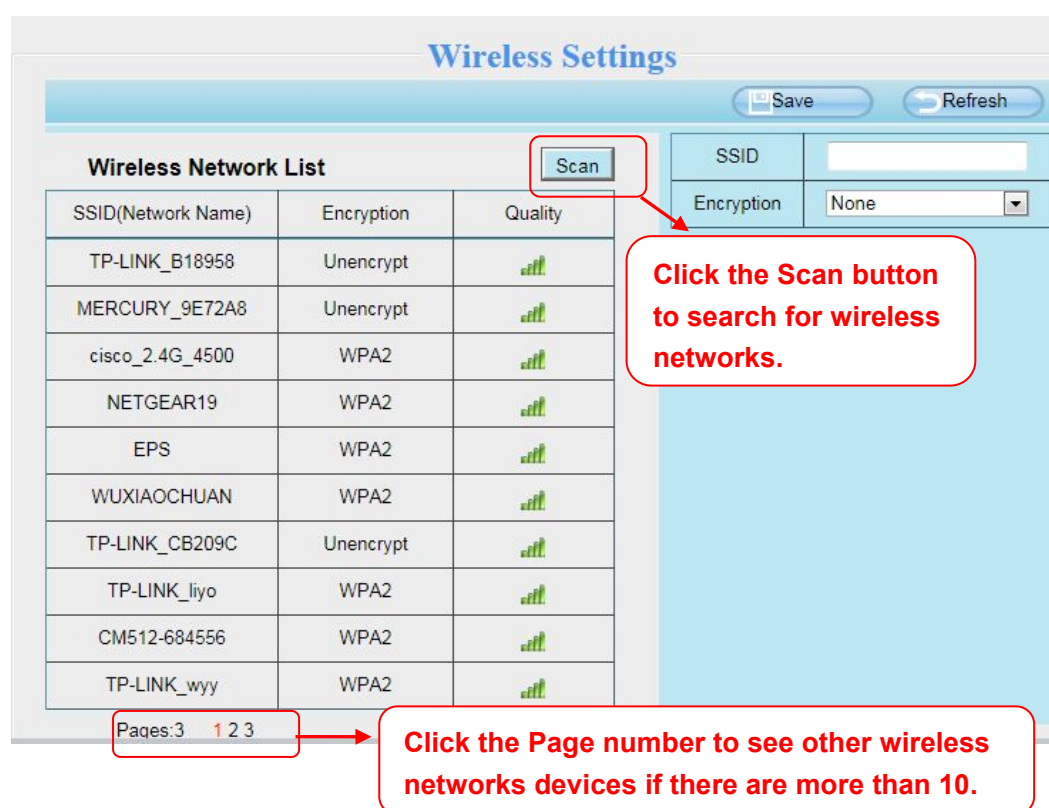 Wireless Settings
Save Refresh
Wireless Network List Scan
SSID
Encryption None
SSID(Network Name) Encryption Quality
TP-LINK_B18958 Unencrypt
MERCURY_9E72A8 Unencrypt
cisco_2.4G_4500 WPA2
NETGEAR19 WPA2
EPS WPA2
WUXIAOCHUAN WPA2
TP-LINK_CB209C Unencrypt
TP-LINK_liyo WPA2
CM512-684556 WPA2
TP-LINK_wyy WPA2
Pages:3 1 2 3
Click the Scan button
to search for wireless
networks.
Click the Page number to see other wireless
networks devices if there are more than 10.